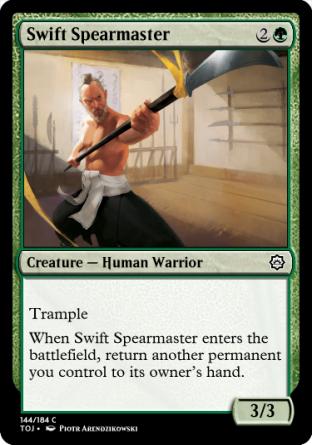 Swift Spearmaster 2
Creature — Human Warrior
Trample
When Swift Spearmaster enters the
battlefield, return another permanent
you control to its owner's hand.
3/3
144/184 C
TOJ • Piotr Arendzikowski